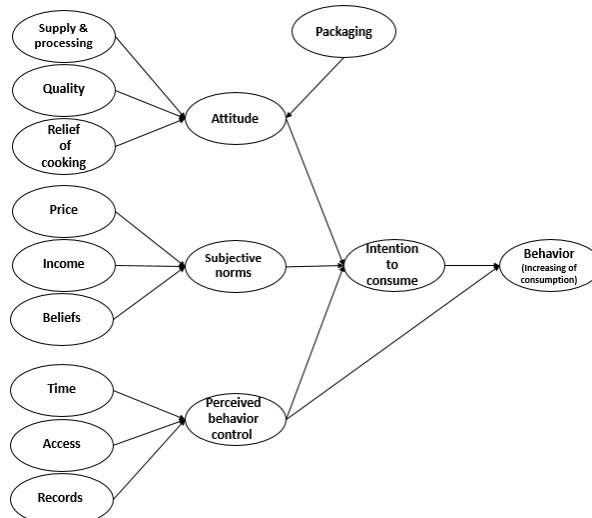 Supply &
processing
Packaging
Quality
Attitude
Relief
of
cooking
Price
Income
Subjective
norms
Intention
to
consume
Behavior
(Increasing of
consumption)
Beliefs
Time
Perceived
behavior
control
Access
Records